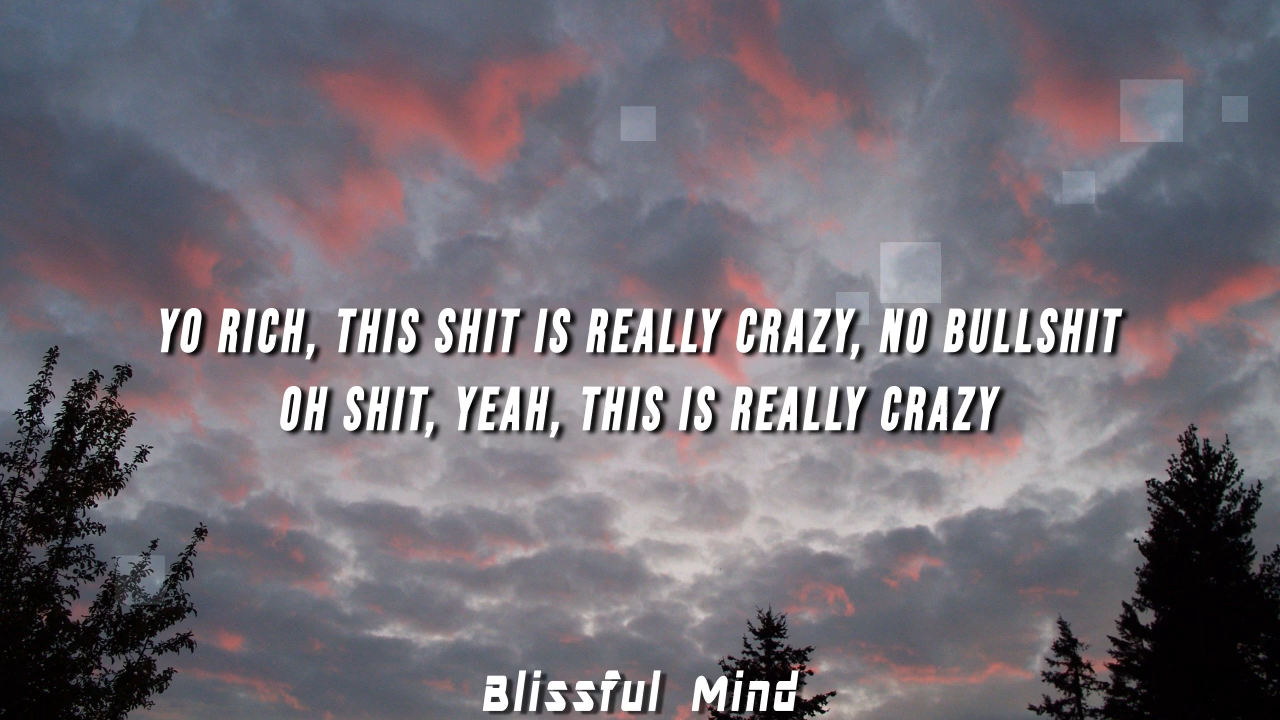 YO RICH, THIS SHIT IS REALLY CRAZY, NO BULLSHIT
OH SHIT, YEAH, THIS IS REALLY CRAZY
Blissful Mind